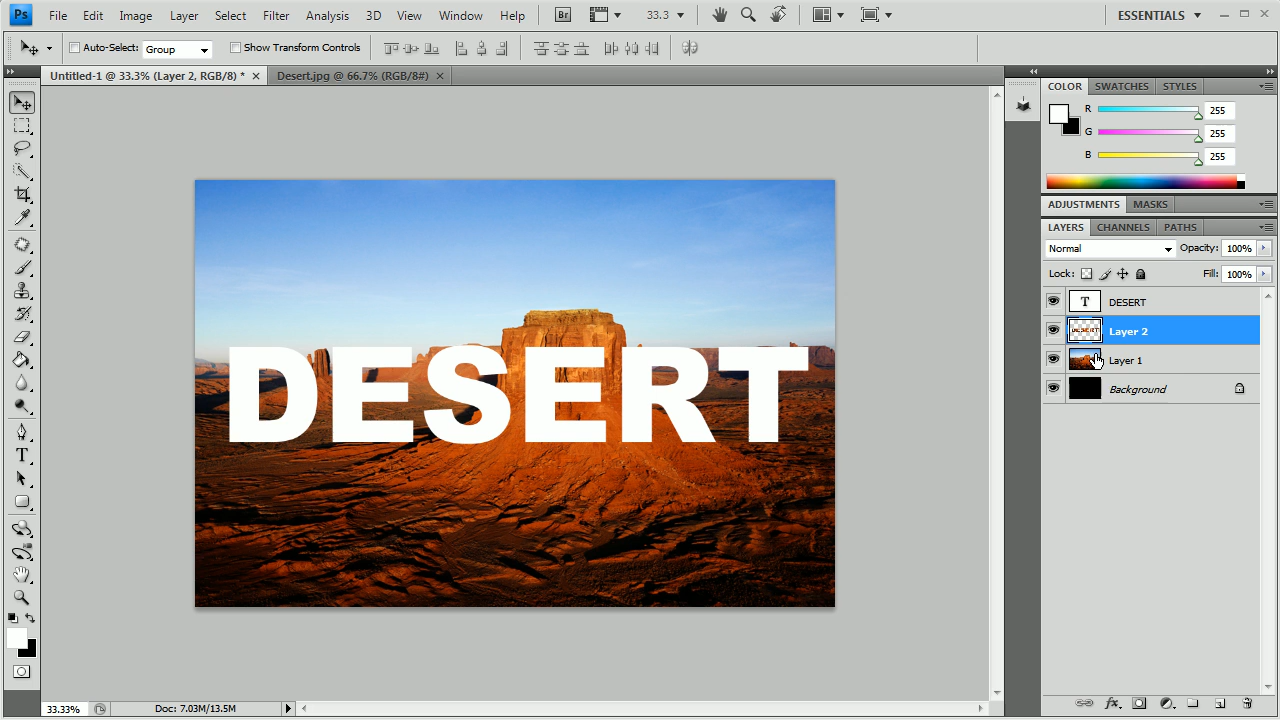 Ps File Edit Image Layer Select Filter Analysis 3D View Window Help Br 33.3 ESSENTIALS
Auto-Select: Group Show Transform Controls
Untitled-1 @ 33.3% (Layer 2, RGB/8) * Desert.jpg @ 66.7% (RGB/8#)
COLOR SWATCHES STYLES
R 255
G 255
B 255
ADJUSTMENTS MASKS
LAYERS CHANNELS PATHS
Normal Opacity: 100%
Lock: Fill: 100%
T DESERT
Layer 2
Layer 1
Background
DESERT
T
fx
33.33% Doc: 7.03M/13.5M